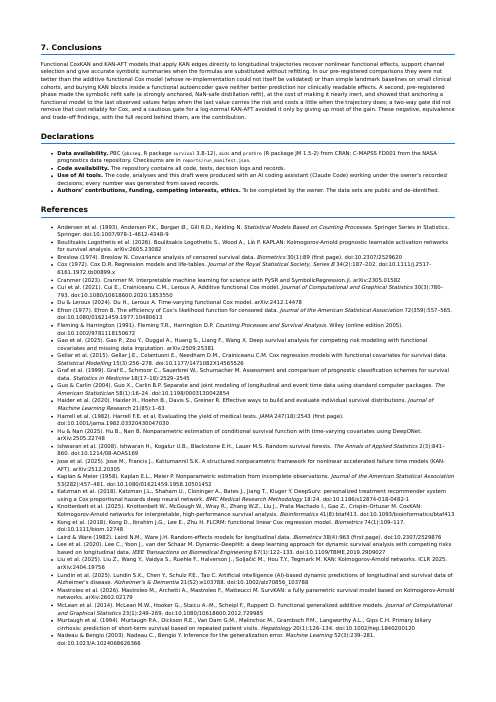 7. Conclusions
Functional CoxKAN and KAN-AFT models that apply KAN edges directly to longitudinal trajectories recover nonlinear functional effects, support channel
selection and give accurate symbolic summaries when the formulas are substituted without refitting. In our pre-registered comparisons they were not
better than the additive functional Cox model (whose re-implementation could not itself be validated) or than simple landmark baselines on small clinical
cohorts, and burying KAN blocks inside a functional autoencoder gave neither better prediction nor clinically readable effects. A second, pre-registered
phase made the symbolic refit safe (a strongly anchored, NaN-safe distillation refit), at the cost of making it nearly inert, and showed that anchoring a
functional model to the last observed values helps when the last value carries the risk and costs a little when the trajectory does; a two-way gate did not
remove that cost reliably for Cox, and a cautious gate for a log-normal KAN-AFT avoided it only by giving up most of the gain. These negative, equivalence
and trade-off findings, with the full record behind them, are the contribution.
Declarations
• Data availability. PBC (pbcseq, R package survival 3.8-12), aids and prothro (R package JM 1.5-2) from CRAN; C-MAPSS FD001 from the NASA
prognostics data repository. Checksums are in reports/run_manifest.json.
• Code availability. The repository contains all code, tests, decision logs and records.
• Use of AI tools. The code, analyses and this draft were produced with an AI coding assistant (Claude Code) working under the owner's recorded
decisions; every number was generated from saved records.
• Authors' contributions, funding, competing interests, ethics. To be completed by the owner. The data sets are public and de-identified.
References
• Andersen et al. (1993). Andersen P.K., Borgan Ø., Gill R.D., Keiding N. Statistical Models Based on Counting Processes. Springer Series in Statistics.
Springer. doi:10.1007/978-1-4612-4348-9
• Boulitsakis Logothetis et al. (2026). Boulitsakis Logothetis S., Wood A., Liò P. KAPLAN: Kolmogorov-Arnold prognostic learnable activation networks
for survival analysis. arXiv:2605.23082
• Breslow (1974). Breslow N. Covariance analysis of censored survival data. Biometrics 30(1):89 (first page). doi:10.2307/2529620
• Cox (1972). Cox D.R. Regression models and life-tables. Journal of the Royal Statistical Society, Series B 34(2):187-202. doi:10.1111/j.2517-
6161.1972.tb00899.x
• Cranmer (2023). Cranmer M. Interpretable machine learning for science with PySR and SymbolicRegression.jl. arXiv:2305.01582
• Cui et al. (2021). Cui E., Crainiceanu C.M., Leroux A. Additive functional Cox model. Journal of Computational and Graphical Statistics 30(3):780-
793. doi:10.1080/10618600.2020.1853550
• Du & Leroux (2024). Du H., Leroux A. Time-varying functional Cox model. arXiv:2412.14478
• Efron (1977). Efron B. The efficiency of Cox's likelihood function for censored data. Journal of the American Statistical Association 72(359):557-565.
doi:10.1080/01621459.1977.10480613
• Fleming & Harrington (1991). Fleming T.R., Harrington D.P. Counting Processes and Survival Analysis. Wiley (online edition 2005).
doi:10.1002/9781118150672
• Gao et al. (2025). Gao P., Zou Y., Duggal A., Huang S., Liang F., Wang X. Deep survival analysis for competing risk modeling with functional
covariates and missing data imputation. arXiv:2509.25381
• Gellar et al. (2015). Gellar J.E., Colantuoni E., Needham D.M., Crainiceanu C.M. Cox regression models with functional covariates for survival data.
Statistical Modelling 15(3):256-278. doi:10.1177/1471082X14565526
• Graf et al. (1999). Graf E., Schmoor C., Sauerbrei W., Schumacher M. Assessment and comparison of prognostic classification schemes for survival
data. Statistics in Medicine 18(17-18):2529-2545
• Guo & Carlin (2004). Guo X., Carlin B.P. Separate and joint modeling of longitudinal and event time data using standard computer packages. The
American Statistician 58(1):16-24. doi:10.1198/0003130042854
• Haider et al. (2020). Haider H., Hoehn B., Davis S., Greiner R. Effective ways to build and evaluate individual survival distributions. Journal of
Machine Learning Research 21(85):1-63
• Harrell et al. (1982). Harrell F.E. et al. Evaluating the yield of medical tests. JAMA 247(18):2543 (first page).
doi:10.1001/jama.1982.03320430047030
• Hu & Nan (2025). Hu B., Nan B. Nonparametric estimation of conditional survival function with time-varying covariates using DeepONet.
arXiv:2505.22748
• Ishwaran et al. (2008). Ishwaran H., Kogalur U.B., Blackstone E.H., Lauer M.S. Random survival forests. The Annals of Applied Statistics 2(3):841-
860. doi:10.1214/08-AOAS169
• Jose et al. (2025). Jose M., Francis J., Kattumannil S.K. A structured nonparametric framework for nonlinear accelerated failure time models (KAN-
AFT). arXiv:2512.20305
• Kaplan & Meier (1958). Kaplan E.L., Meier P. Nonparametric estimation from incomplete observations. Journal of the American Statistical Association
53(282):457-481. doi:10.1080/01621459.1958.10501452
• Katzman et al. (2018). Katzman J.L., Shaham U., Cloninger A., Bates J., Jiang T., Kluger Y. DeepSurv: personalized treatment recommender system
using a Cox proportional hazards deep neural network. BMC Medical Research Methodology 18:24. doi:10.1186/s12874-018-0482-1
• Knottenbelt et al. (2025). Knottenbelt W., McGough W., Wray R., Zhang W.Z., Liu J., Prata Machado I., Gao Z., Crispin-Ortuzar M. CoxKAN:
Kolmogorov-Arnold networks for interpretable, high-performance survival analysis. Bioinformatics 41(8):btaf413. doi:10.1093/bioinformatics/btaf413
• Kong et al. (2018). Kong D., Ibrahim J.G., Lee E., Zhu H. FLCRM: functional linear Cox regression model. Biometrics 74(1):109-117.
doi:10.1111/biom.12748
• Laird & Ware (1982). Laird N.M., Ware J.H. Random-effects models for longitudinal data. Biometrics 38(4):963 (first page). doi:10.2307/2529876
• Lee et al. (2020). Lee C., Yoon J., van der Schaar M. Dynamic-DeepHit: a deep learning approach for dynamic survival analysis with competing risks
based on longitudinal data. IEEE Transactions on Biomedical Engineering 67(1):122-133. doi:10.1109/TBME.2019.2909027
• Liu et al. (2025). Liu Z., Wang Y., Vaidya S., Ruehle F., Halverson J., Soljačić M., Hou T.Y., Tegmark M. KAN: Kolmogorov-Arnold networks. ICLR 2025.
arXiv:2404.19756
• Lundin et al. (2025). Lundin S.K., Chen Y., Schulz P.E., Tao C. Artificial intelligence (AI)-based dynamic predictions of longitudinal and survival data of
Alzheimer's disease. Alzheimer's & Dementia 21(S2):e103788. doi:10.1002/alz70856_103788
• Mastroleo et al. (2026). Mastroleo M., Archetti A., Mastroleo F., Matteucci M. SurvKAN: a fully parametric survival model based on Kolmogorov-Arnold
networks. arXiv:2602.02179
• McLean et al. (2014). McLean M.W., Hooker G., Staicu A.-M., Scheipl F., Ruppert D. Functional generalized additive models. Journal of Computational
and Graphical Statistics 23(1):249-269. doi:10.1080/10618600.2012.729985
• Murtaugh et al. (1994). Murtaugh P.A., Dickson E.R., Van Dam G.M., Malinchoc M., Grambsch P.M., Langworthy A.L., Gips C.H. Primary biliary
cirrhosis: prediction of short-term survival based on repeated patient visits. Hepatology 20(1):126-134. doi:10.1002/hep.1840200120
• Nadeau & Bengio (2003). Nadeau C., Bengio Y. Inference for the generalization error. Machine Learning 52(3):239-281.
doi:10.1023/A:1024068626366